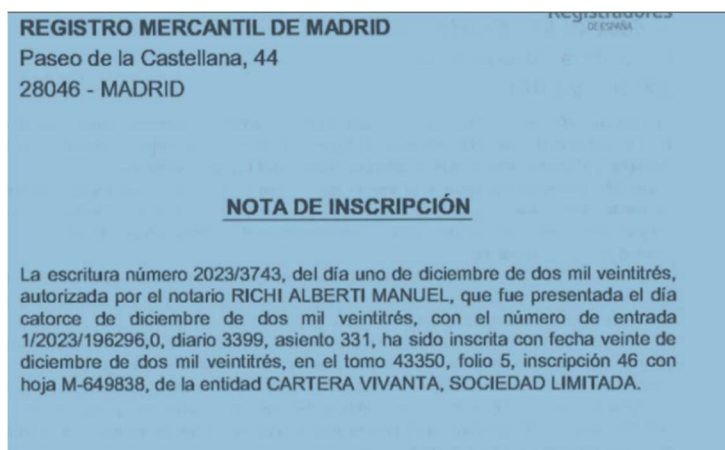 REGISTRO MERCANTIL DE MADRID
Registradores
DE ESPAÑA
Paseo de la Castellana, 44
28046 - MADRID
NOTA DE INSCRIPCIÓN
La escritura número 2023/3743, del día uno de diciembre de dos mil veintitrés,
autorizada por el notario RICHI ALBERTI MANUEL, que fue presentada el día
catorce de diciembre de dos mil veintitrés, con el número de entrada
1/2023/196296,0, diario 3399, asiento 331, ha sido inscrita con fecha veinte de
diciembre de dos mil veintitrés, en el tomo 43350, folio 5, inscripción 46 con
hoja M-649838, de la entidad CARTERA VIVANTA, SOCIEDAD LIMITADA.